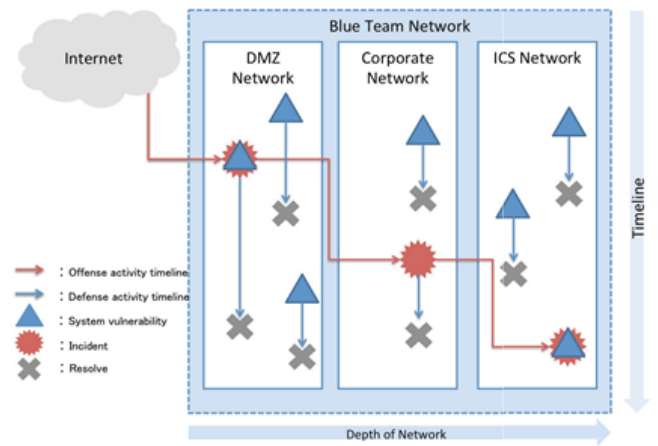 Blue Team Network
Internet
DMZ
Network
Corporate
Network
ICS Network
Timeline
: Offense activity timeline
: Defense activity timeline
: System vulnerability
: Incident
: Resolve
Depth of Network